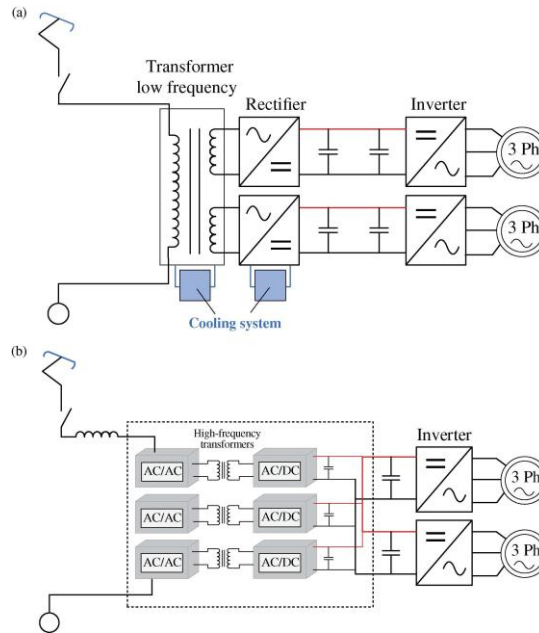 (a)
Transformer
low frequency
Rectifier
Inverter
3 Ph
3 Ph
Cooling system
(b)
High-frequency
transformers
Inverter
AC/AC
AC/DC
3 Ph
AC/AC
AC/DC
AC/AC
AC/DC
3 Ph